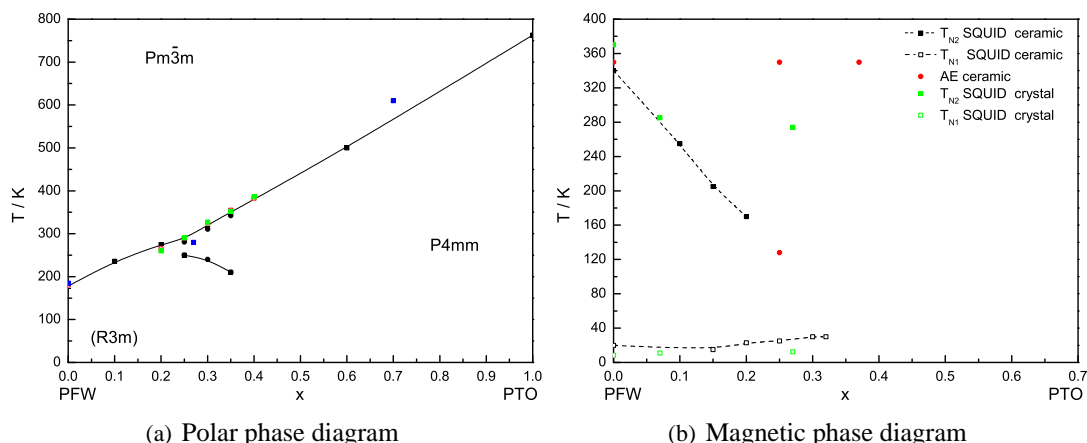 800
700
600
500
400
300
200
100
0
T / K
Pm3̄m
P4mm
(R3m)
0.0 0.1 0.2 0.3 0.4 0.5 0.6 0.7 0.8 0.9 1.0
PFW x PTO
(a) Polar phase diagram
400
360
320
280
240
200
160
120
80
40
0
T / K
T_N2 SQUID ceramic
T_N1 SQUID ceramic
AE ceramic
T_N2 SQUID crystal
T_N1 SQUID crystal
0.0 0.1 0.2 0.3 0.4 0.5 0.6 0.7
PFW x PTO
(b) Magnetic phase diagram